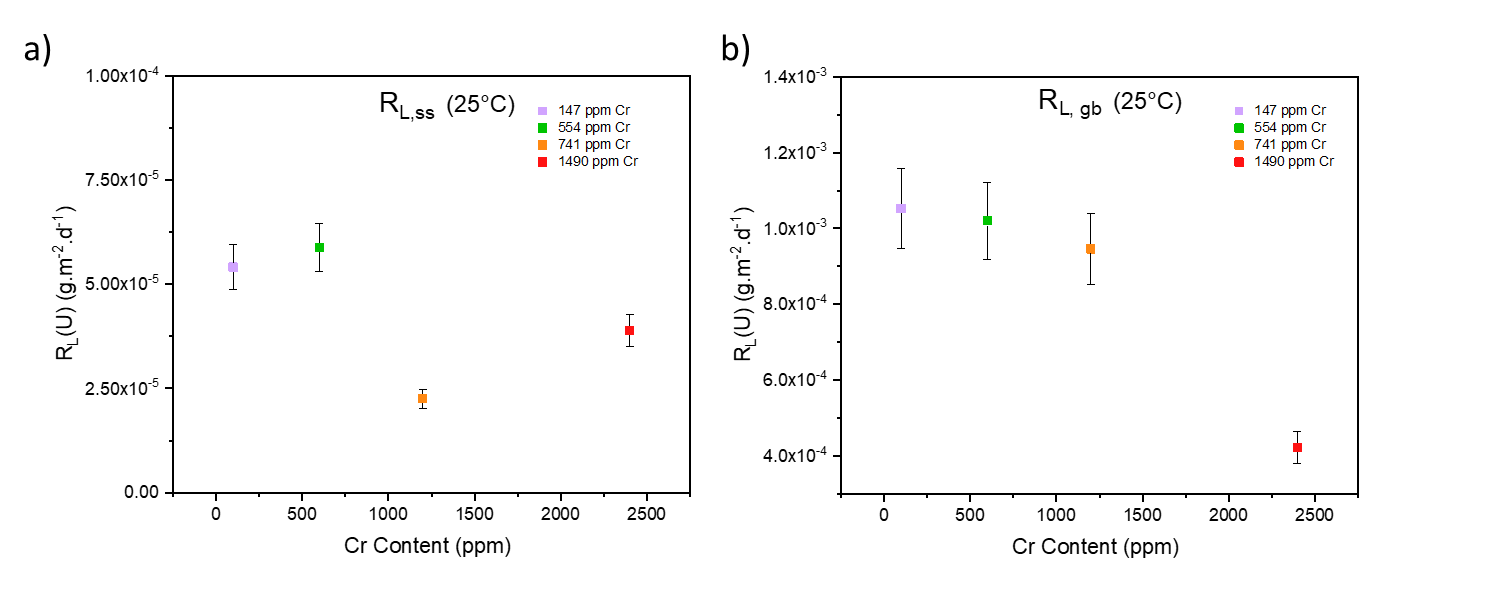 a)
R_L,ss (25°C)
147 ppm Cr
554 ppm Cr
741 ppm Cr
1490 ppm Cr
1.00x10⁻⁴
7.50x10⁻⁵
5.00x10⁻⁵
2.50x10⁻⁵
0.00
R_L(U) (g.m⁻².d⁻¹)
0 500 1000 1500 2000 2500
Cr Content (ppm)
b)
R_L, gb (25°C)
147 ppm Cr
554 ppm Cr
741 ppm Cr
1490 ppm Cr
1.4x10⁻³
1.2x10⁻³
1.0x10⁻³
8.0x10⁻⁴
6.0x10⁻⁴
4.0x10⁻⁴
R_L(U) (g.m⁻².d⁻¹)
0 500 1000 1500 2000 2500
Cr Content (ppm)